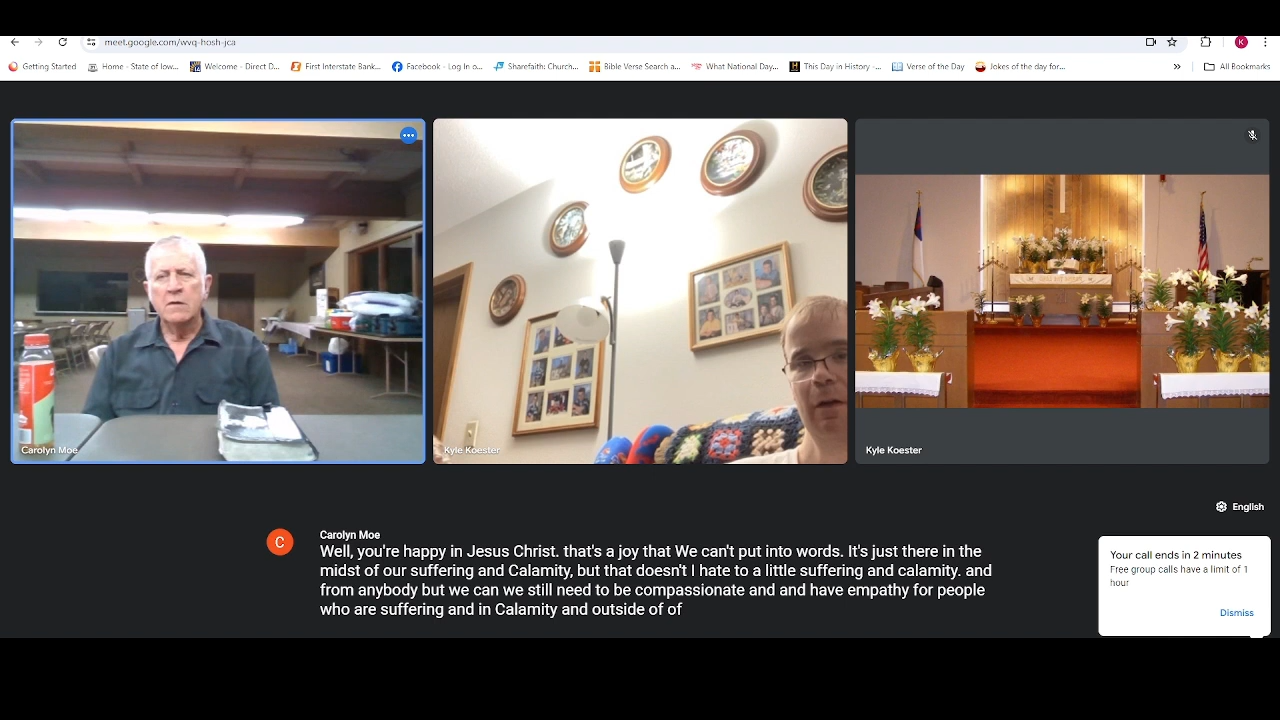 meet.google.com/wvq-hosh-jca
K
Getting Started
Home - State of Iow...
Welcome - Direct D...
First Interstate Bank...
Facebook - Log In o...
Sharefaith: Church...
Bible Verse Search a...
What National Day...
This Day in History -...
Verse of the Day
Jokes of the day for...
All Bookmarks
Carolyn Moe
Kyle Koester
Kyle Koester
English
C
Carolyn Moe
Well, you're happy in Jesus Christ. that's a joy that We can't put into words. It's just there in the
midst of our suffering and Calamity, but that doesn't I hate to a little suffering and calamity. and
from anybody but we can we still need to be compassionate and and have empathy for people
who are suffering and in Calamity and outside of of
Your call ends in 2 minutes
Free group calls have a limit of 1
hour
Dismiss